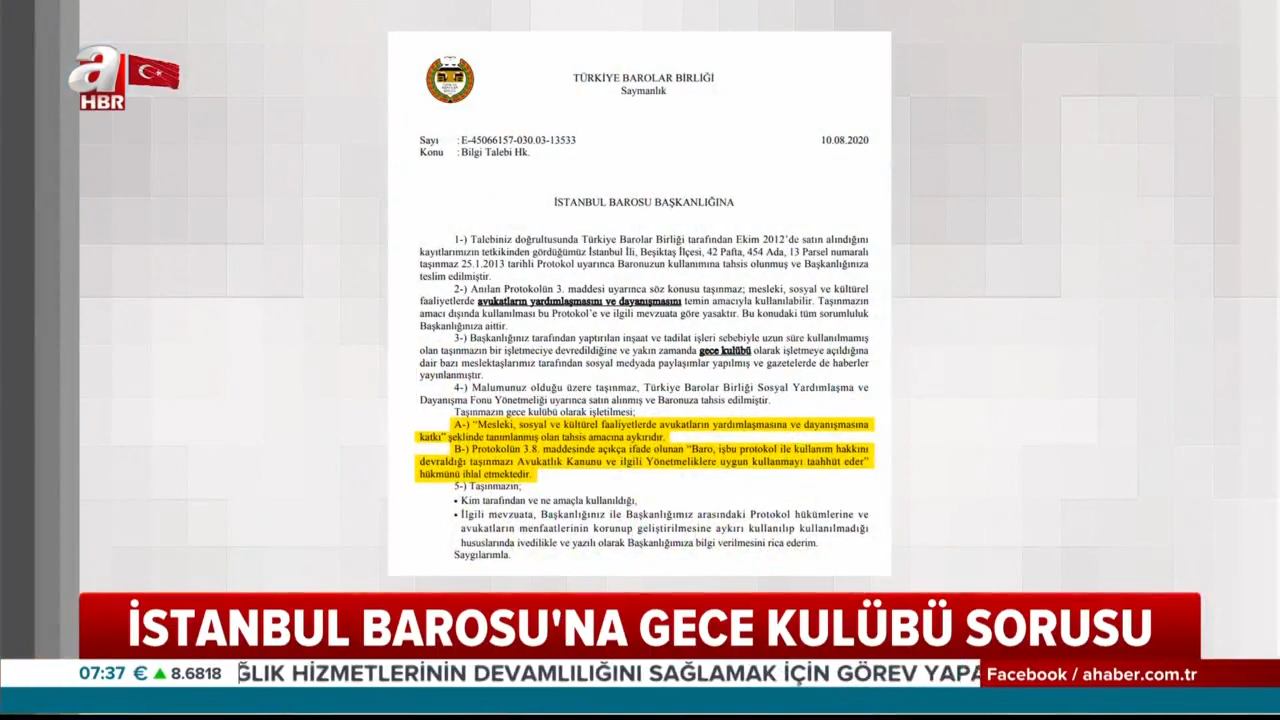 a
HBR
TÜRKİYE BAROLAR BİRLİĞİ
Saymanlık
Sayı : E-45066157-030.03-13533 10.08.2020
Konu : Bilgi Talebi Hk.
İSTANBUL BAROSU BAŞKANLIĞINA
1-) Talebiniz doğrultusunda Türkiye Barolar Birliği tarafından Ekim 2012'de satın alındığını
kayıtlarımızın tetkikinden gördüğümüz İstanbul İli, Beşiktaş İlçesi, 42 Pafta, 454 Ada, 13 Parsel numaralı
taşınmaz 25.1.2013 tarihli Protokol uyarınca Baronuzun kullanımına tahsis olunmuş ve Başkanlığınıza
teslim edilmiştir.
2-) Anılan Protokolün 3. maddesi uyarınca söz konusu taşınmaz; mesleki, sosyal ve kültürel
faaliyetlerde avukatların yardımlaşmasını ve dayanışmasını temin amacıyla kullanılabilir. Taşınmazın
amacı dışında kullanılması bu Protokol'e ve ilgili mevzuata göre yasaktır. Bu konudaki tüm sorumluluk
Başkanlığınıza aittir.
3-) Başkanlığınız tarafından yaptırılan inşaat ve tadilat işleri sebebiyle uzun süre kullanılmamış
olan taşınmazın bir işletmeciye devredildiğine ve yakın zamanda gece kulübü olarak işletmeye açıldığına
dair bazı meslektaşlarımız tarafından sosyal medyada paylaşımlar yapılmış ve gazetelerde de haberler
yayınlanmıştır.
4-) Malumunuz olduğu üzere taşınmaz, Türkiye Barolar Birliği Sosyal Yardımlaşma ve
Dayanışma Fonu Yönetmeliği uyarınca satın alınmış ve Baronuza tahsis edilmiştir.
Taşınmazın gece kulübü olarak işletilmesi;
A-) "Mesleki, sosyal ve kültürel faaliyetlerde avukatların yardımlaşmasına ve dayanışmasına
katkı" şeklinde tanımlanmış olan tahsis amacına aykırıdır.
B-) Protokolün 3.8. maddesinde açıkça ifade olunan "Baro, işbu protokol ile kullanım hakkını
devraldığı taşınmazı Avukatlık Kanunu ve ilgili Yönetmeliklere uygun kullanmayı taahhüt eder"
hükmünü ihlal etmektedir.
5-) Taşınmazın;
• Kim tarafından ve ne amaçla kullanıldığı,
• İlgili mevzuata, Başkanlığınız ile Başkanlığımız arasındaki Protokol hükümlerine ve
avukatların menfaatlerinin korunup geliştirilmesine aykırı kullanılıp kullanılmadığı
hususlarında ivedilikle ve yazılı olarak Başkanlığımıza bilgi verilmesini rica ederim.
Saygılarımla.
İSTANBUL BAROSU'NA GECE KULÜBÜ SORUSU
07:37 € ▲ 8.6818 ĞLIK HİZMETLERİNİN DEVAMLILIĞINI SAĞLAMAK İÇİN GÖREV YAPA Facebook / ahaber.com.tr